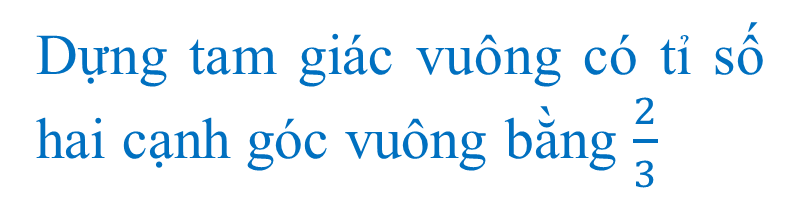 Dựng tam giác vuông có tỉ số
hai cạnh góc vuông bằng 2/3